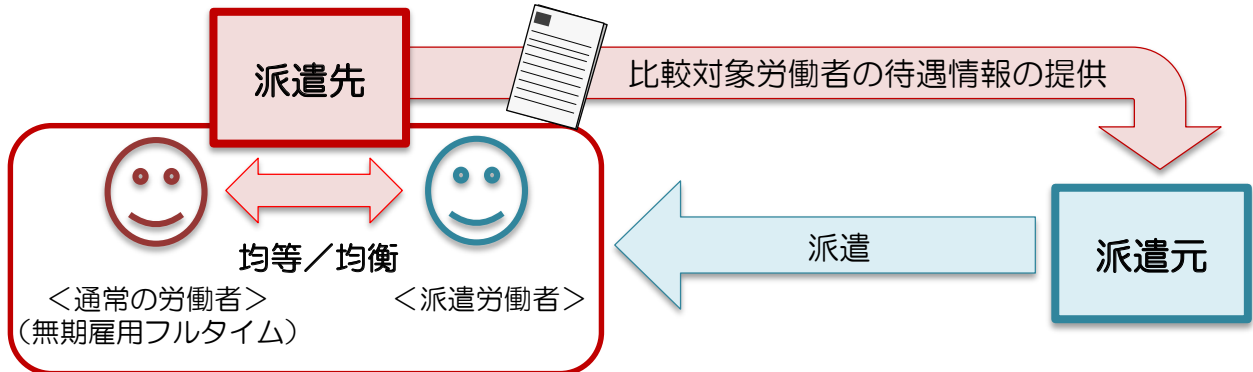 派遣先
比較対象労働者の待遇情報の提供
均等／均衡
＜通常の労働者＞
（無期雇用フルタイム）
＜派遣労働者＞
派遣
派遣元